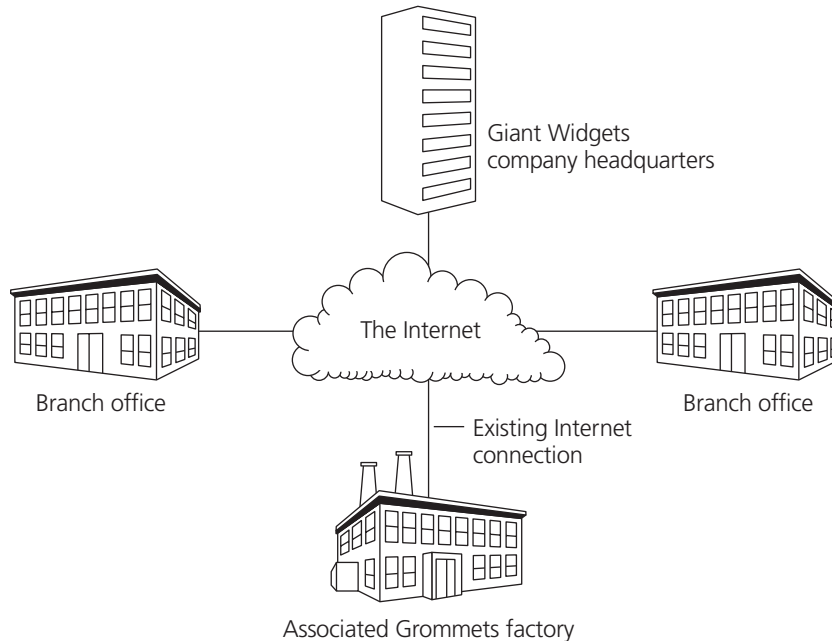 Giant Widgets
company headquarters
The Internet
Branch office
Branch office
Existing Internet
connection
Associated Grommets factory